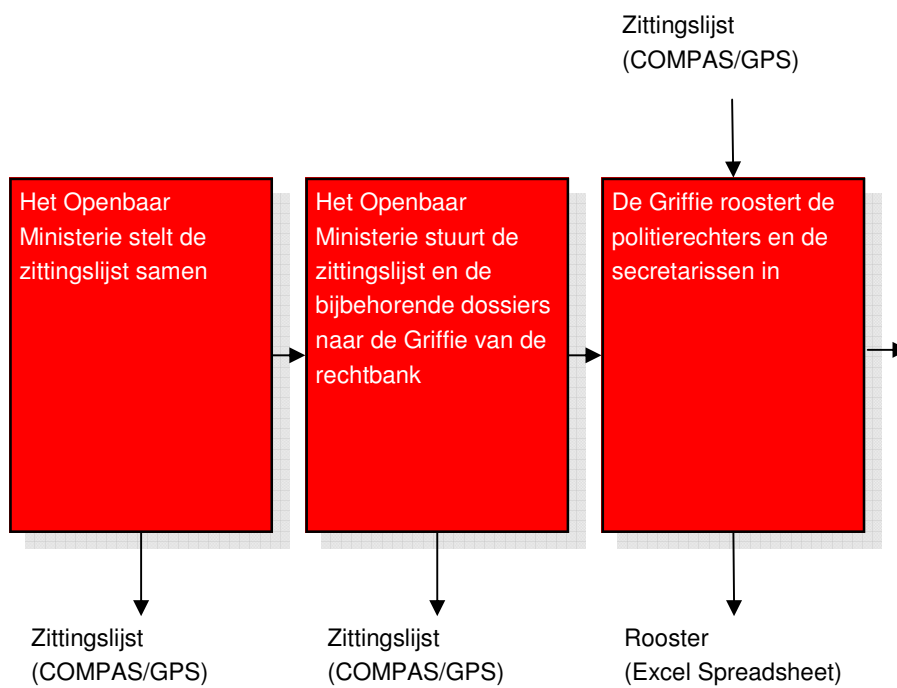 Zittingslijst
(COMPAS/GPS)
Het Openbaar
Ministerie stelt de
zittingslijst samen
Het Openbaar
Ministerie stuurt de
zittingslijst en de
bijbehorende dossiers
naar de Griffie van de
rechtbank
De Griffie roostert de
politierechters en de
secretarissen in
Zittingslijst
(COMPAS/GPS)
Zittingslijst
(COMPAS/GPS)
Rooster
(Excel Spreadsheet)